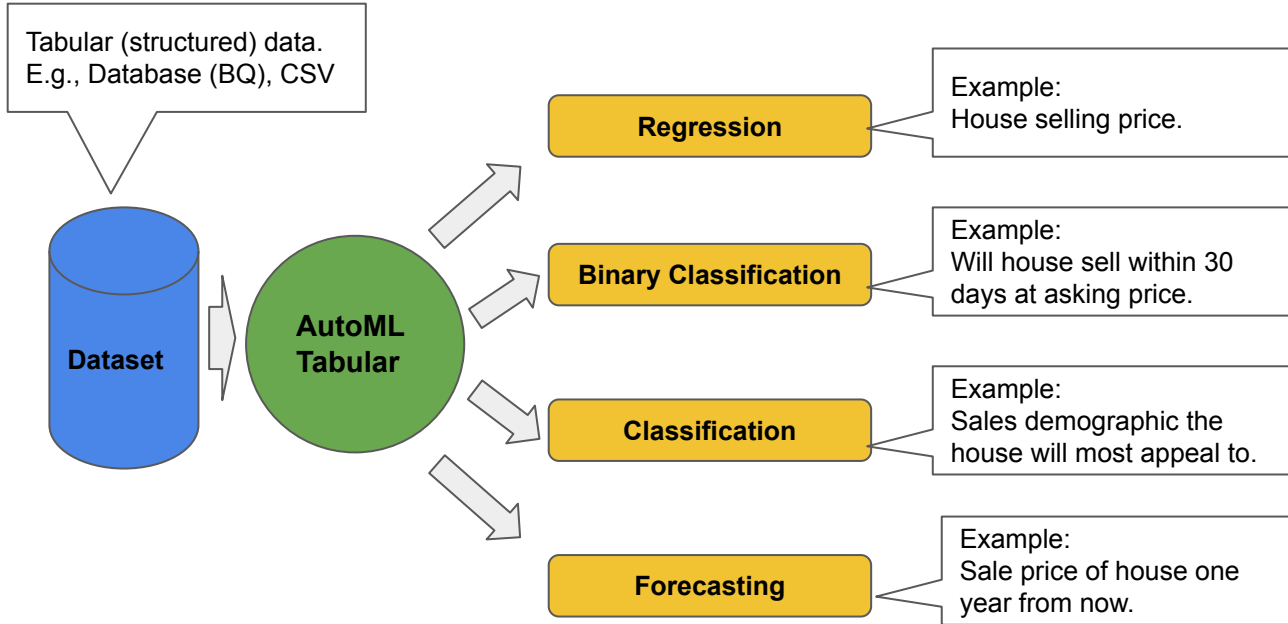 Tabular (structured) data.
E.g., Database (BQ), CSV
Dataset
AutoML
Tabular
Regression
Example:
House selling price.
Binary Classification
Example:
Will house sell within 30
days at asking price.
Classification
Example:
Sales demographic the
house will most appeal to.
Forecasting
Example:
Sale price of house one
year from now.